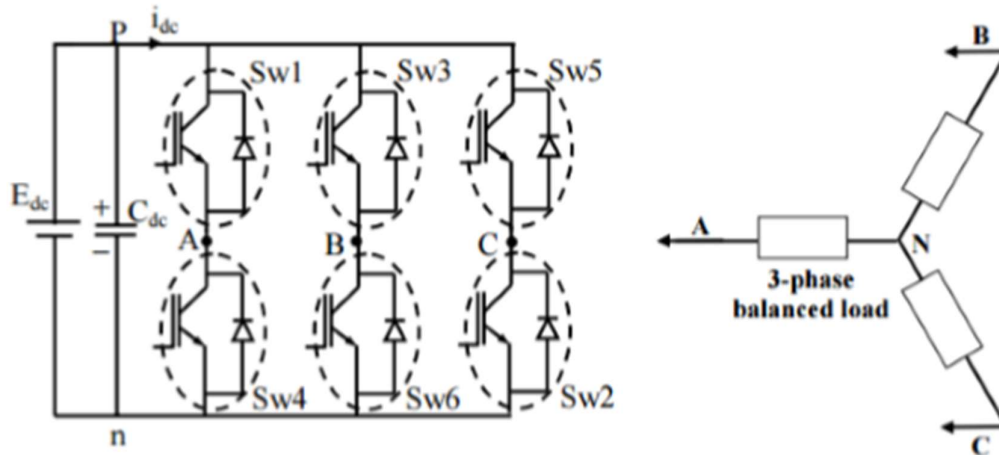 P
i_dc
Sw1
Sw3
Sw5
E_dc
+
C_dc
−
A
B
C
Sw4
Sw6
Sw2
n
B
A
N
3-phase
balanced load
C